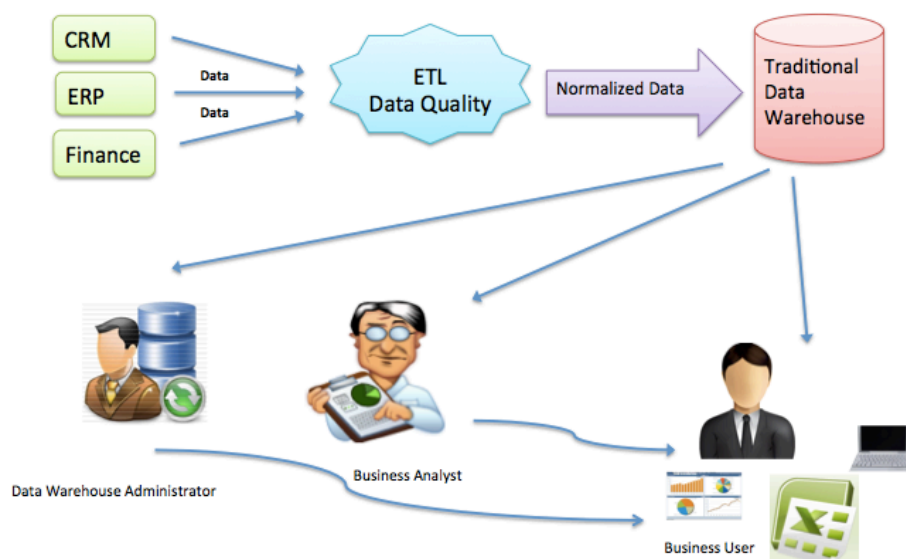 CRM
ERP
Finance
Data
Data
ETL
Data Quality
Normalized Data
Traditional
Data
Warehouse
Data Warehouse Administrator
Business Analyst
Business User